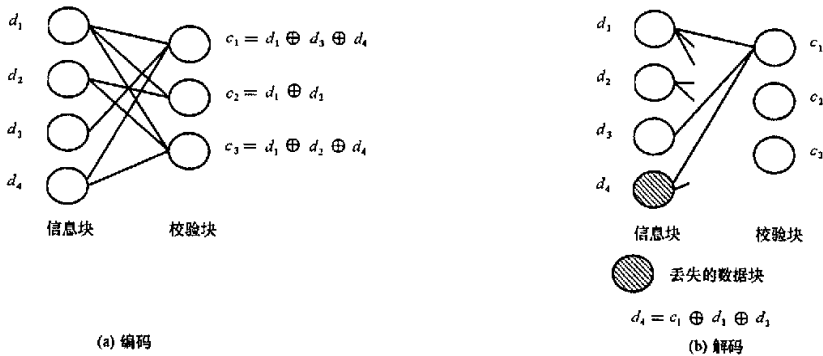 d₁
d₂
d₃
d₄
c₁ = d₁ ⊕ d₃ ⊕ d₄
c₂ = d₁ ⊕ d₂
c₃ = d₁ ⊕ d₂ ⊕ d₄
信息块
校验块
(a) 编码
d₁
d₂
d₃
d₄
c₁
c₂
c₃
信息块
校验块
丢失的数据块
d₄ = c₁ ⊕ d₁ ⊕ d₃
(b) 解码